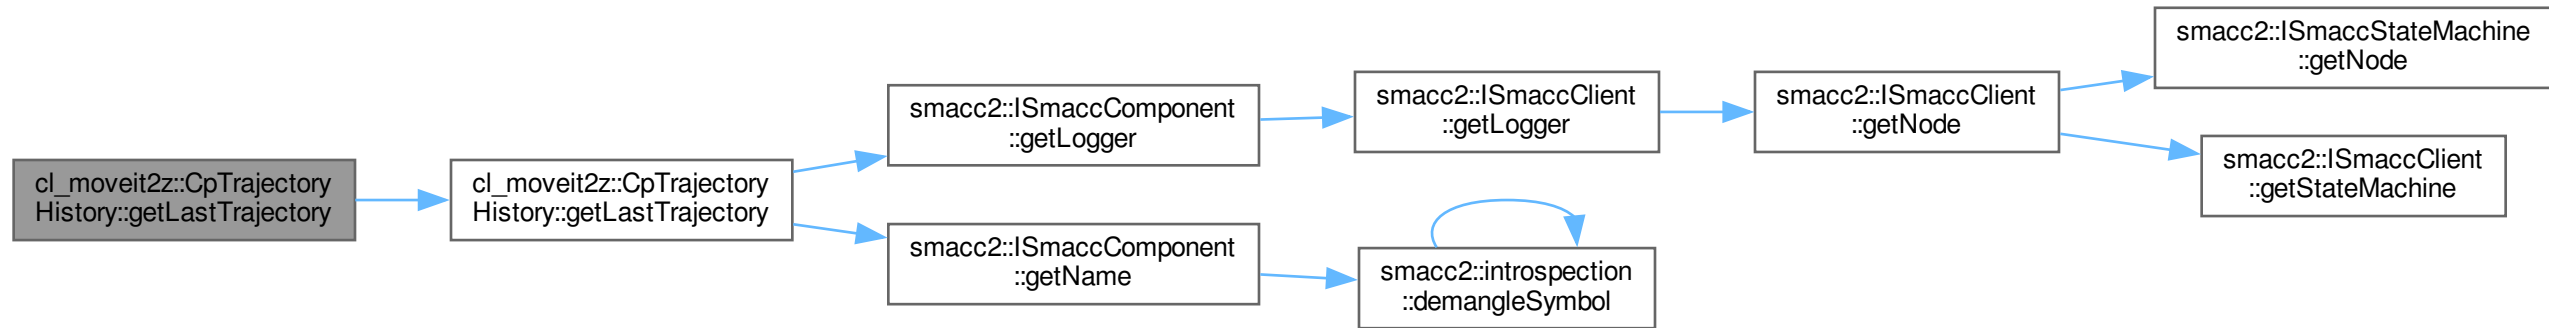 cl_moveit2z::CpTrajectory
History::getLastTrajectory
cl_moveit2z::CpTrajectory
History::getLastTrajectory
smacc2::ISmaccComponent
::getLogger
smacc2::ISmaccClient
::getLogger
smacc2::ISmaccClient
::getNode
smacc2::ISmaccStateMachine
::getNode
smacc2::ISmaccClient
::getStateMachine
smacc2::ISmaccComponent
::getName
smacc2::introspection
::demangleSymbol